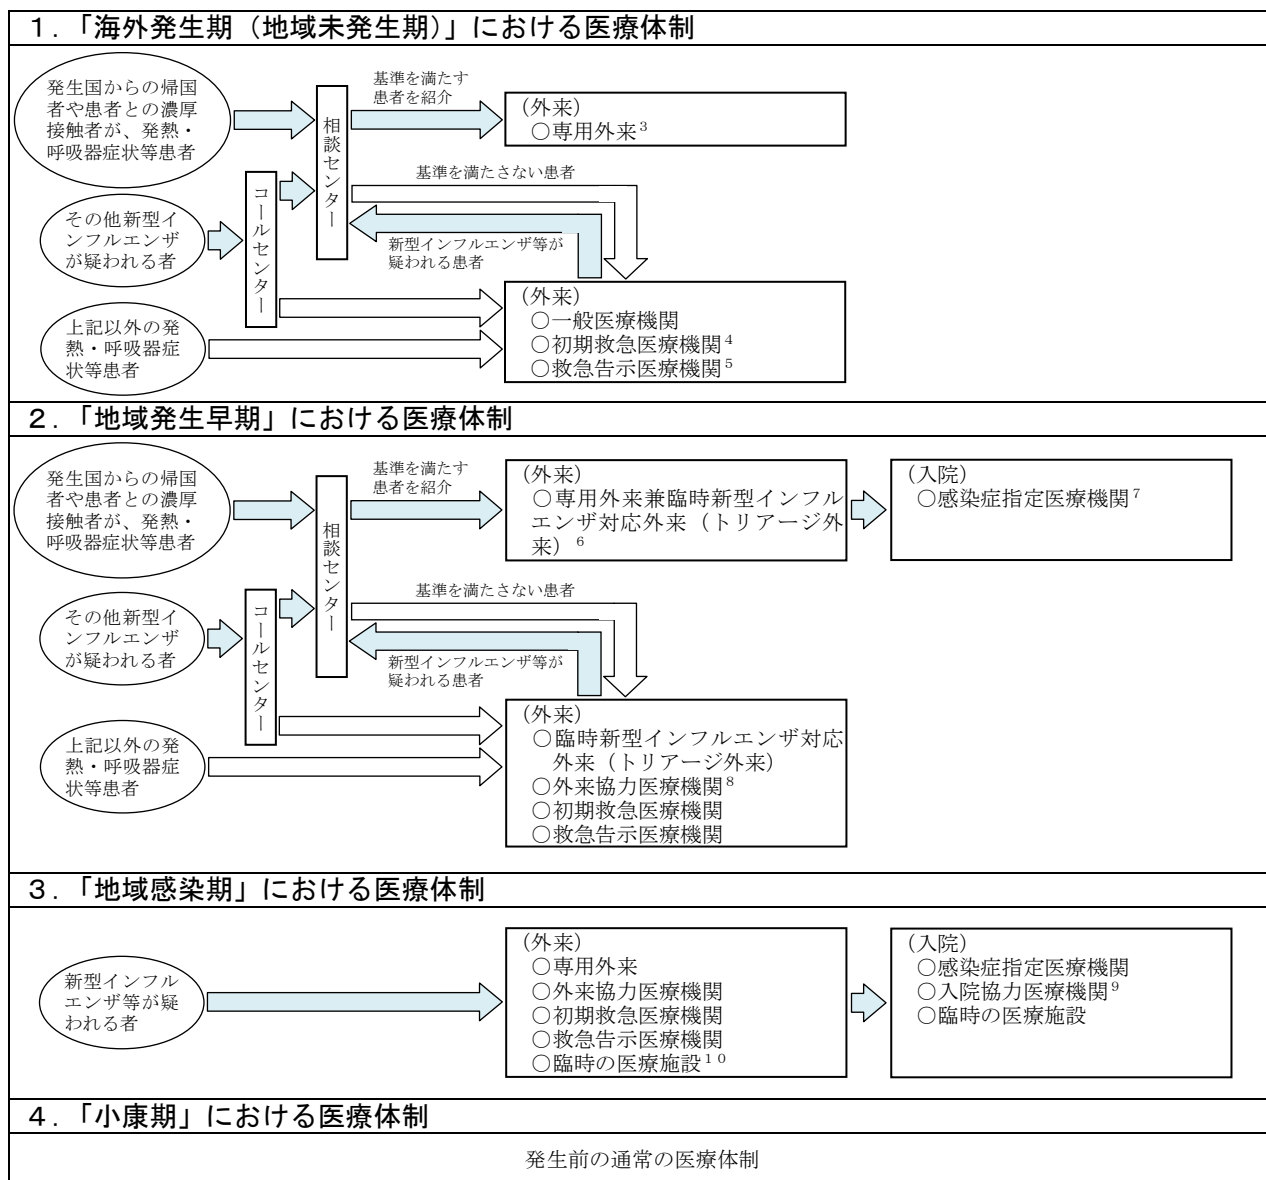 １．「海外発生期（地域未発生期）」における医療体制
発生国からの帰国
者や患者との濃厚
接触者が、発熱・
呼吸器症状等患者
基準を満たす
患者を紹介
（外来）
○専用外来３
相談センター
基準を満たさない患者
コールセンター
その他新型イ
ンフルエンザ
が疑われる者
新型インフルエンザ等が
疑われる患者
（外来）
○一般医療機関
○初期救急医療機関４
○救急告示医療機関５
上記以外の発
熱・呼吸器症
状等患者
２．「地域発生早期」における医療体制
発生国からの帰国
者や患者との濃厚
接触者が、発熱・
呼吸器症状等患者
基準を満たす
患者を紹介
（外来）
○専用外来兼臨時新型インフル
エンザ対応外来（トリアージ外
来）６
（入院）
○感染症指定医療機関７
相談センター
基準を満たさない患者
コールセンター
その他新型イ
ンフルエンザ
が疑われる者
新型インフルエンザ等が
疑われる患者
（外来）
○臨時新型インフルエンザ対応
外来（トリアージ外来）
○外来協力医療機関８
○初期救急医療機関
○救急告示医療機関
上記以外の発
熱・呼吸器症
状等患者
３．「地域感染期」における医療体制
新型インフル
エンザ等が疑
われる者
（外来）
○専用外来
○外来協力医療機関
○初期救急医療機関
○救急告示医療機関
○臨時の医療施設１０
（入院）
○感染症指定医療機関
○入院協力医療機関９
○臨時の医療施設
４．「小康期」における医療体制
発生前の通常の医療体制